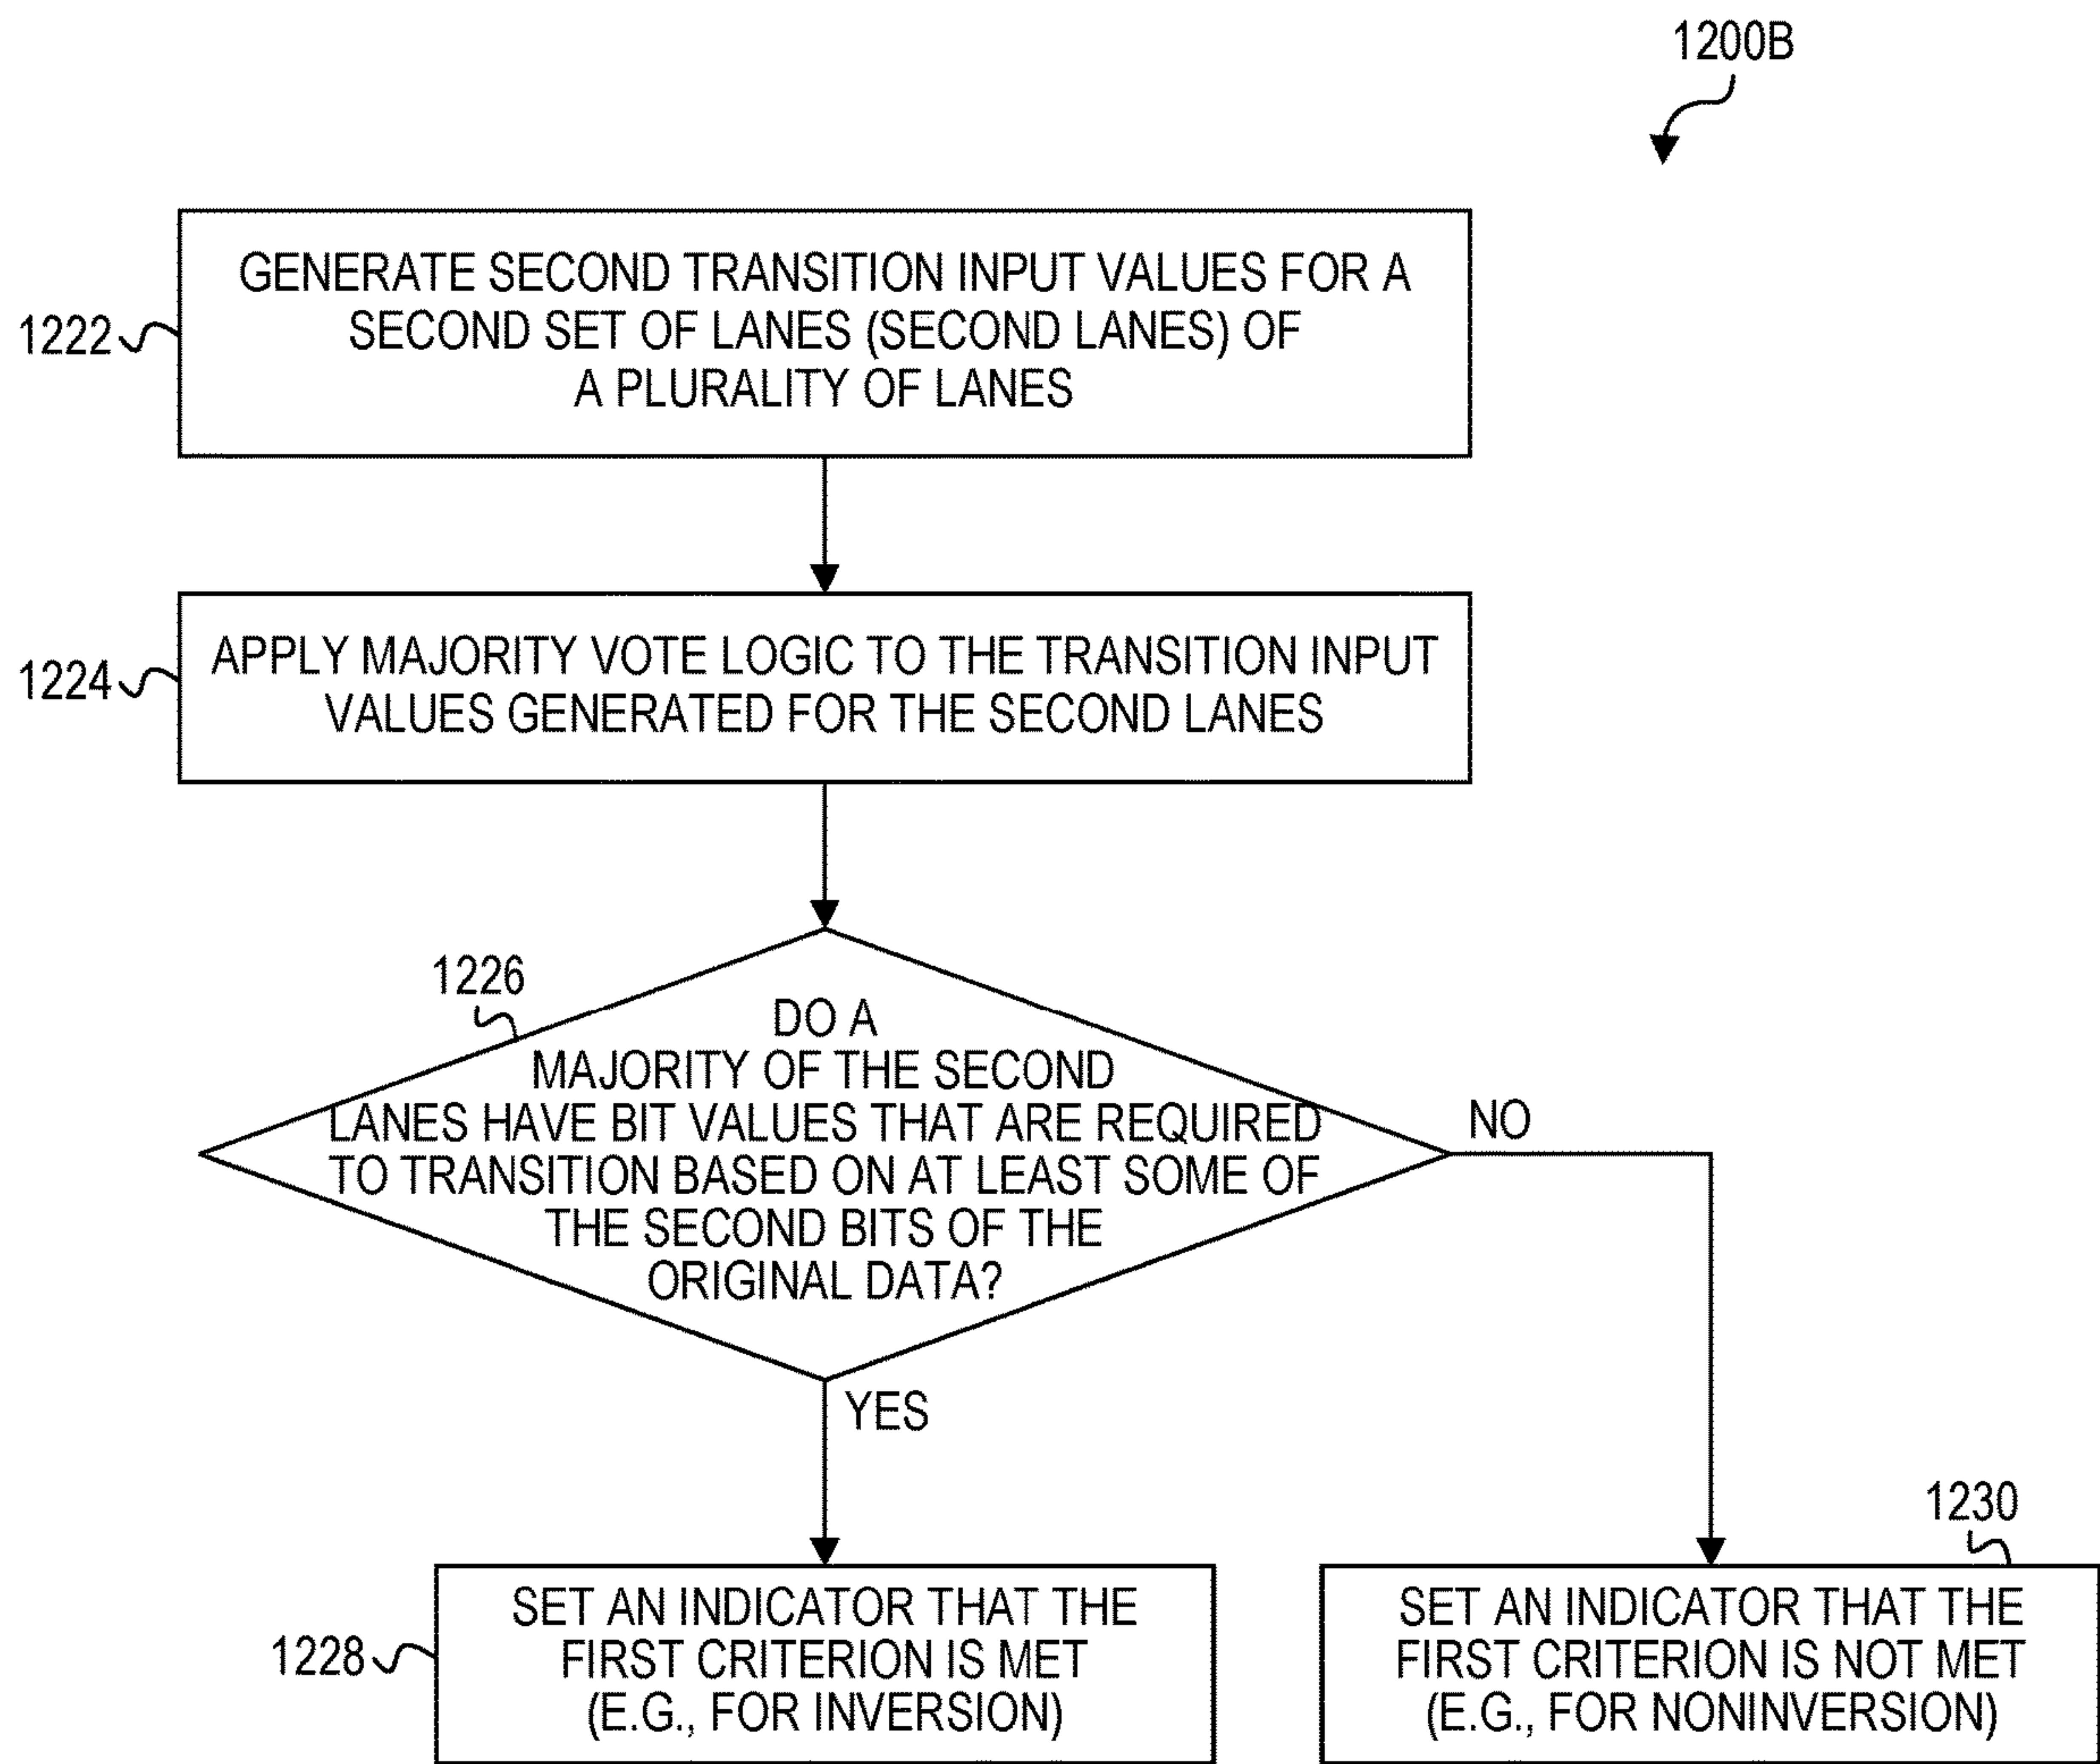 1200B
1222
GENERATE SECOND TRANSITION INPUT VALUES FOR A
SECOND SET OF LANES (SECOND LANES) OF
A PLURALITY OF LANES
1224
APPLY MAJORITY VOTE LOGIC TO THE TRANSITION INPUT
VALUES GENERATED FOR THE SECOND LANES
1226
DO A
MAJORITY OF THE SECOND
LANES HAVE BIT VALUES THAT ARE REQUIRED
TO TRANSITION BASED ON AT LEAST SOME OF
THE SECOND BITS OF THE
ORIGINAL DATA?
NO
YES
1228
SET AN INDICATOR THAT THE
FIRST CRITERION IS MET
(E.G., FOR INVERSION)
1230
SET AN INDICATOR THAT THE
FIRST CRITERION IS NOT MET
(E.G., FOR NONINVERSION)